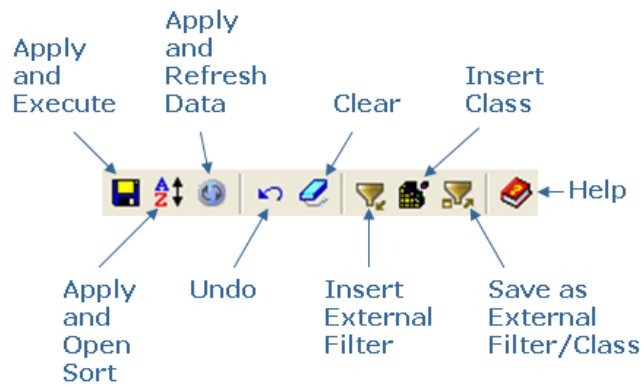 Apply
and
Execute
Apply
and
Refresh
Data
Clear
Insert
Class
Help
Apply
and
Open
Sort
Undo
Insert
External
Filter
Save as
External
Filter/Class